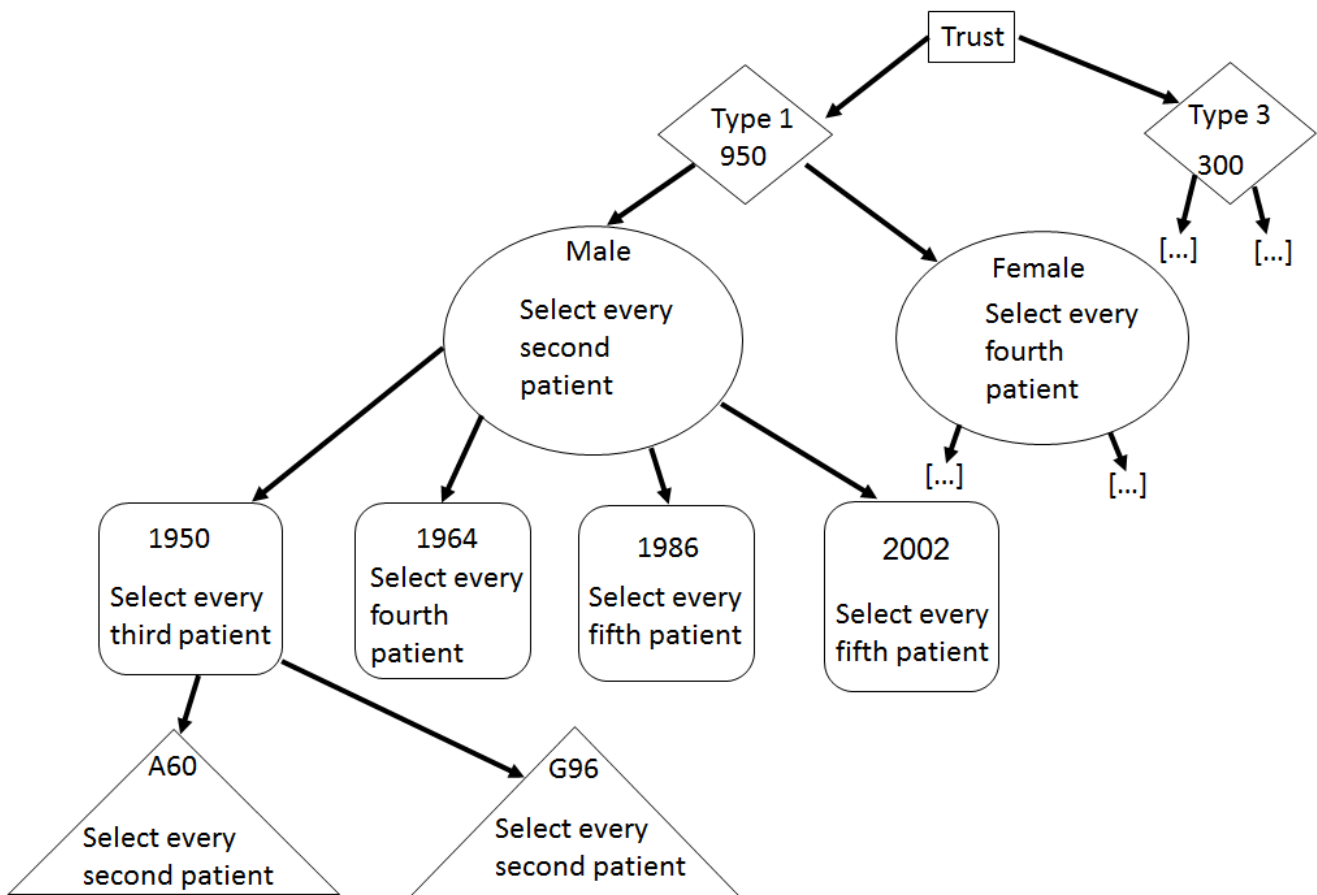 Trust
Type 1
950
Type 3
300
[...]
[...]
Male
Select every
second
patient
Female
Select every
fourth
patient
[...]
[...]
1950
Select every
third patient
1964
Select every
fourth
patient
1986
Select every
fifth patient
2002
Select every
fifth patient
A60
Select every
second patient
G96
Select every
second patient